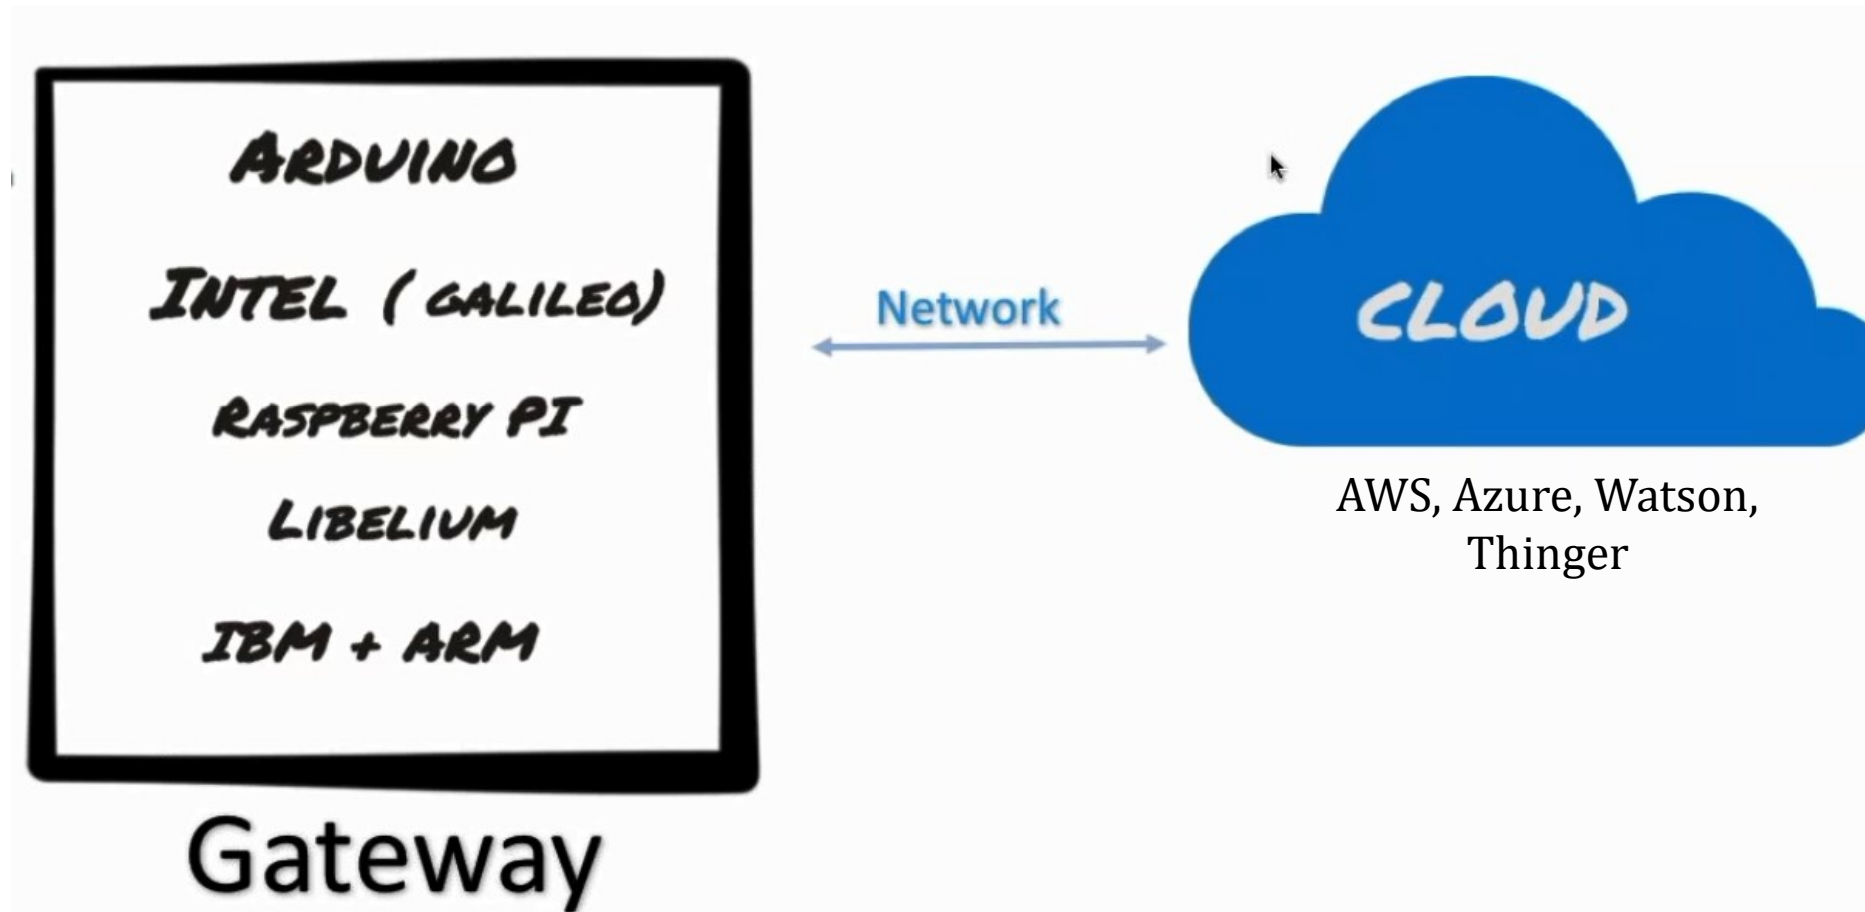 Arduino
Intel (Galileo)
Raspberry PI
Libelium
IBM + ARM
Gateway
Network
CLOUD
AWS, Azure, Watson,
Thinger